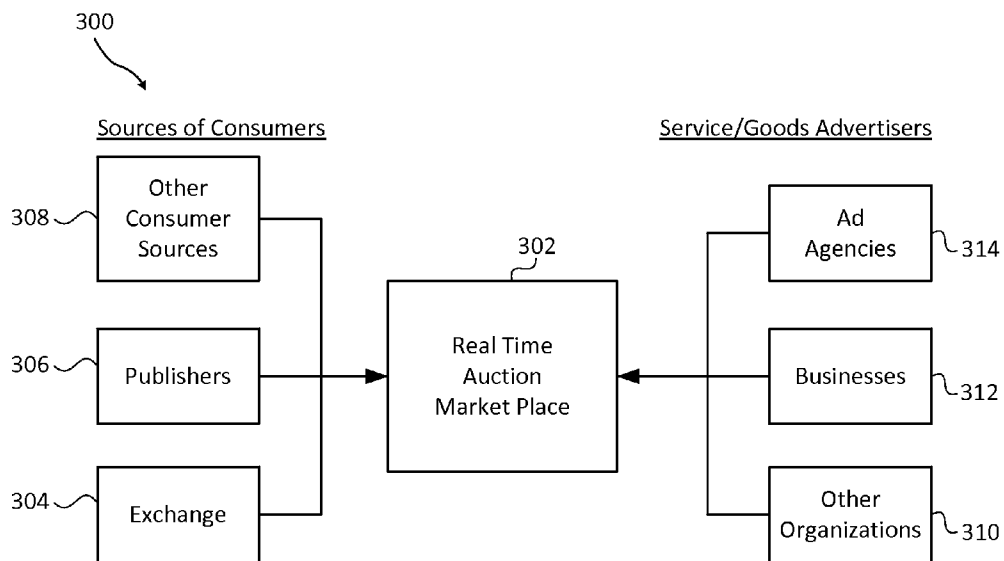 300
Sources of Consumers
Service/Goods Advertisers
308
Other
Consumer
Sources
306
Publishers
304
Exchange
302
Real Time
Auction
Market Place
Ad
Agencies
314
Businesses
312
Other
Organizations
310